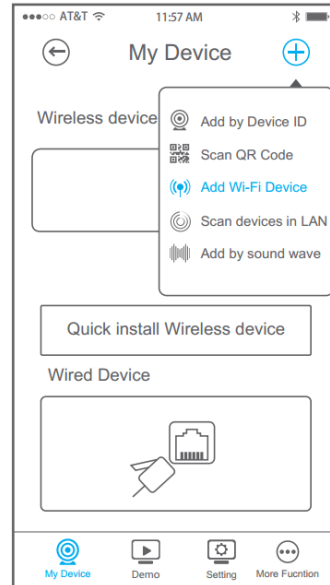 AT&T 11:57 AM
My Device
Wireless device
Add by Device ID
Scan QR Code
Add Wi-Fi Device
Scan devices in LAN
Add by sound wave
Quick install Wireless device
Wired Device
My Device Demo Setting More Fucntion